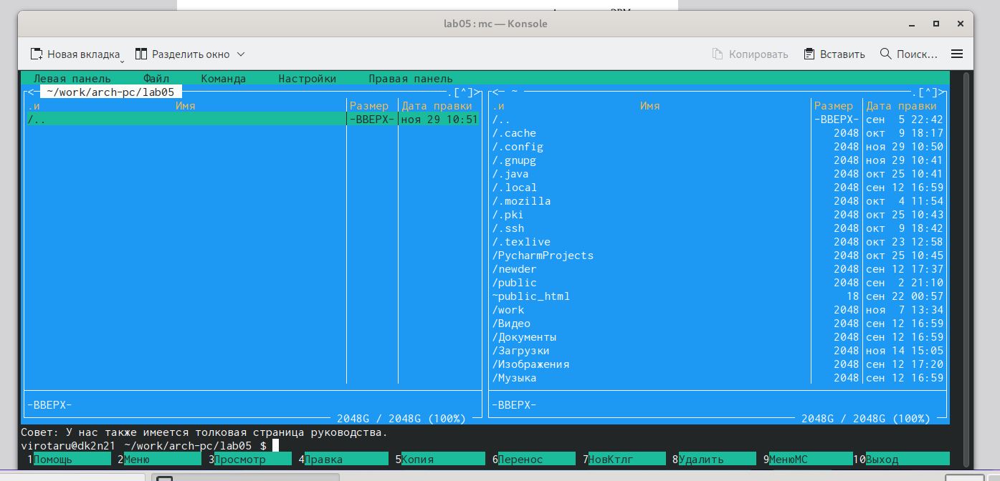 lab05 : mc — Konsole
Новая вкладка Разделить окно Копировать Вставить Поиск...
Левая панель Файл Команда Настройки Правая панель
<— ~/work/arch-pc/lab05 .[^]> <— ~ .[^]>
.и Имя Размер Дата правки .и Имя Размер Дата правки
/.. -ВВЕРХ- ноя 29 10:51 /.. -ВВЕРХ- сен 5 22:42
/.cache 2048 окт 9 18:17
/.config 2048 ноя 29 10:50
/.gnupg 2048 ноя 29 10:41
/.java 2048 окт 25 10:41
/.local 2048 сен 12 16:59
/.mozilla 2048 окт 4 11:54
/.pki 2048 окт 25 10:43
/.ssh 2048 окт 9 18:42
/.texlive 2048 окт 23 12:58
/PycharmProjects 2048 окт 25 10:45
/newder 2048 сен 12 17:37
/public 2048 сен 2 21:10
~public_html 18 сен 22 00:57
/work 2048 ноя 7 13:34
/Видео 2048 сен 12 16:59
/Документы 2048 сен 12 16:59
/Загрузки 2048 ноя 14 15:05
/Изображения 2048 сен 12 17:20
/Музыка 2048 сен 12 16:59
-ВВЕРХ- -ВВЕРХ-
2048G / 2048G (100%) 2048G / 2048G (100%)
Совет: У нас также имеется толковая страница руководства.
virotaru@dk2n21 ~/work/arch-pc/lab05 $
1Помощь 2Меню 3Просмотр 4Правка 5Копия 6Перенос 7НовКтлг 8Удалить 9МенюMC 10Выход